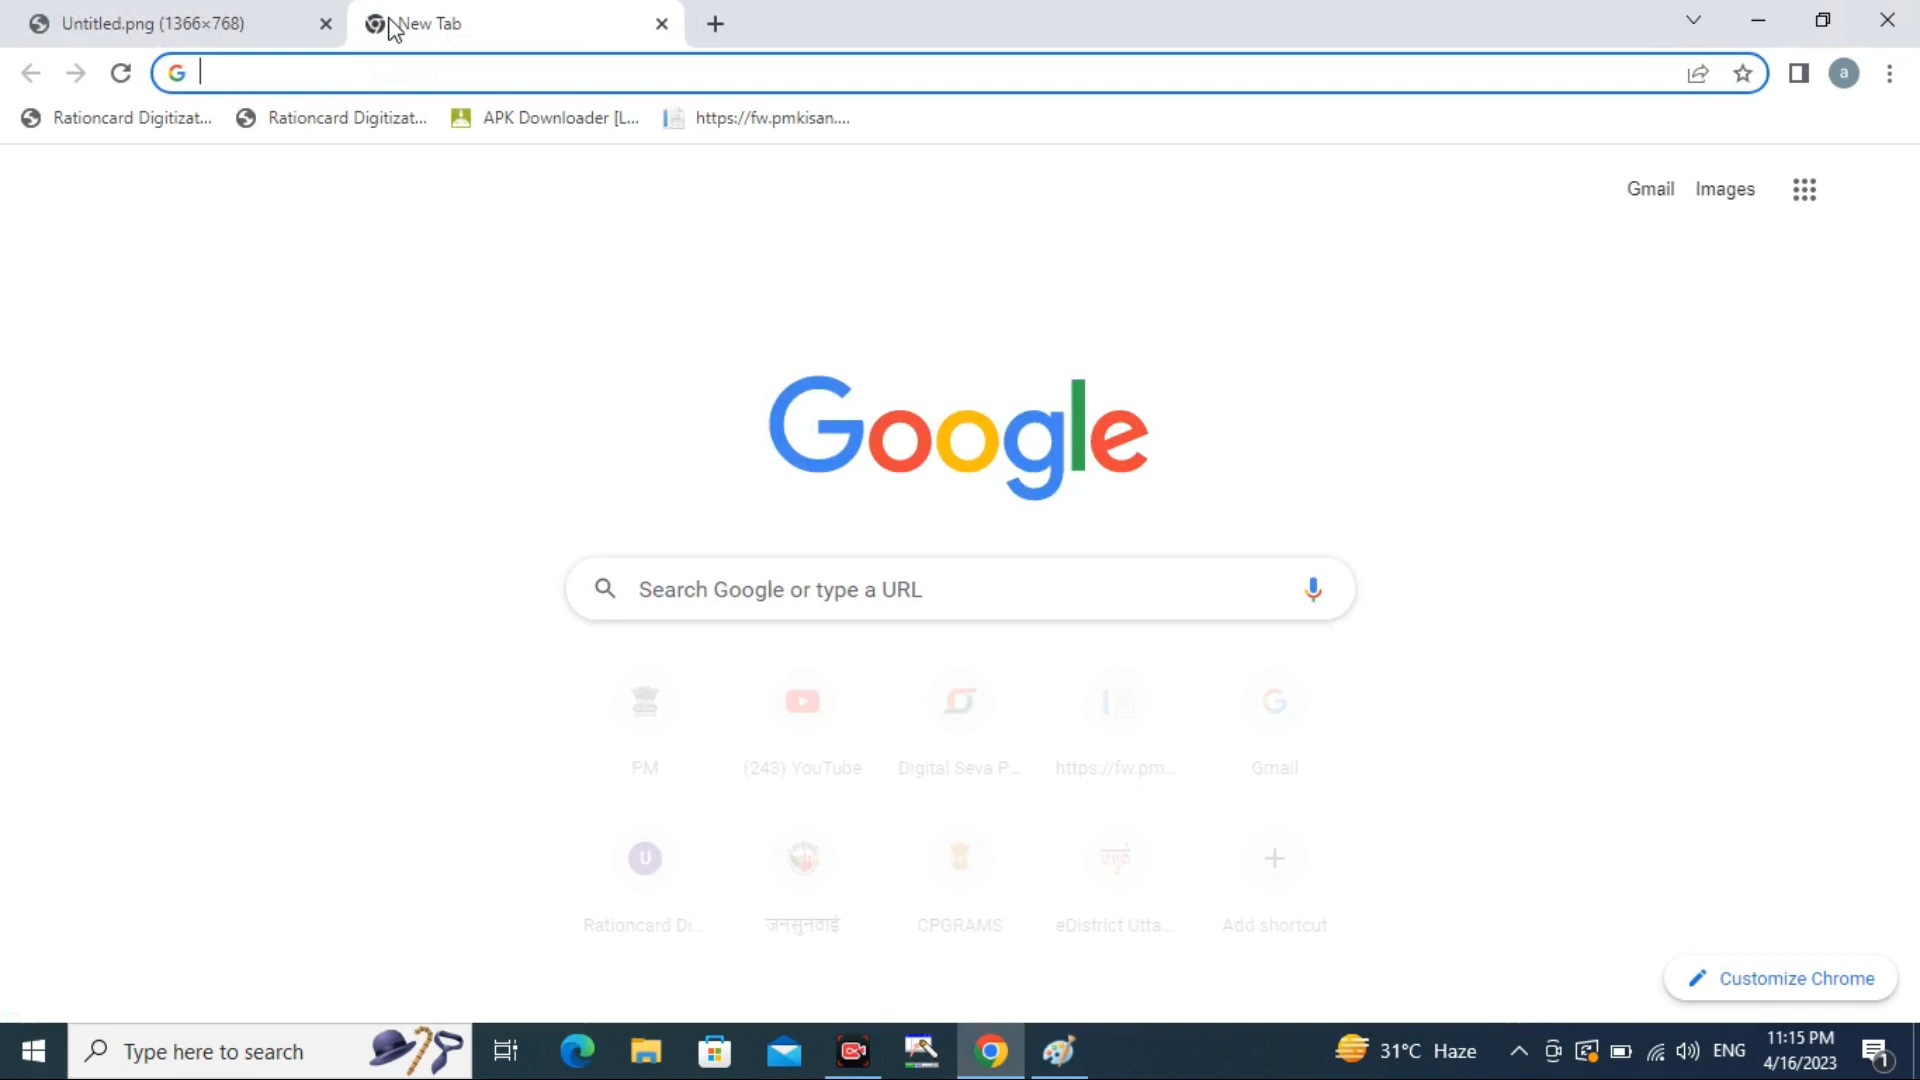 Untitled.png (1366×768)
New Tab
Rationcard Digitizat...
Rationcard Digitizat...
APK Downloader [L...
https://fw.pmkisan....
Gmail
Images
Google
Search Google or type a URL
PM
(243) YouTube
Digital Seva P...
https://fw.pm...
Gmail
U
जसुके
Rationcard Di...
जनसुनवाई
CPGRAMS
eDistrict Utta...
Add shortcut
Customize Chrome
Type here to search
31°C Haze
ENG
11:15 PM
4/16/2023
1
a